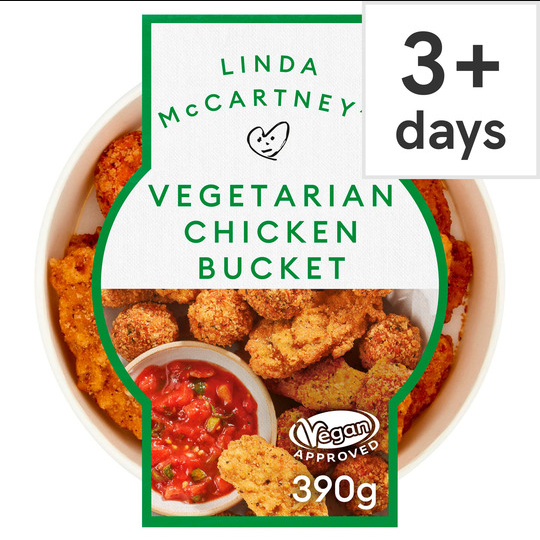 LINDA
McCARTNEY'
VEGETARIAN
CHICKEN
BUCKET
3+
days
Vegan
APPROVED
390g